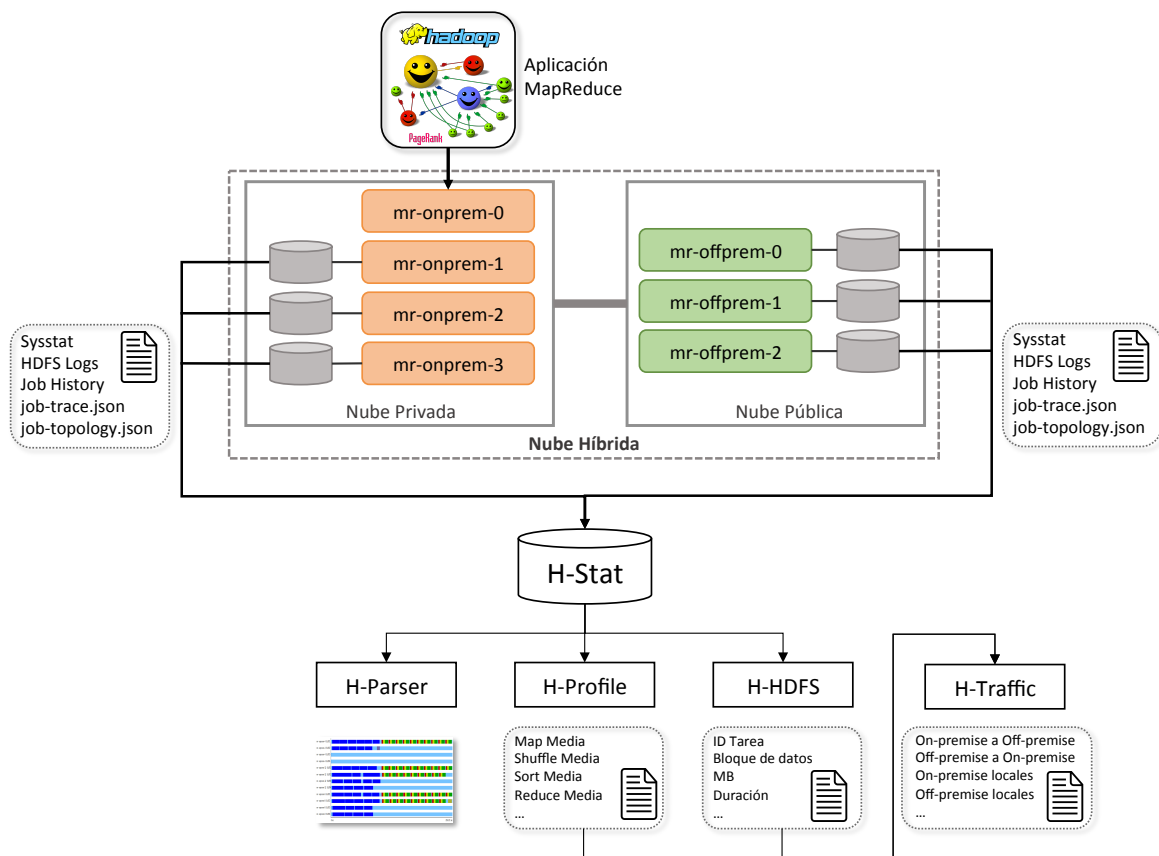 hadoop
PageRank
Aplicación
MapReduce
mr-onprem-0
mr-onprem-1
mr-onprem-2
mr-onprem-3
Nube Privada
mr-offprem-0
mr-offprem-1
mr-offprem-2
Nube Pública
Nube Híbrida
Sysstat
HDFS Logs
Job History
job-trace.json
job-topology.json
Sysstat
HDFS Logs
Job History
job-trace.json
job-topology.json
H-Stat
H-Parser
H-Profile
H-HDFS
H-Traffic
Map Media
Shuffle Media
Sort Media
Reduce Media
...
ID Tarea
Bloque de datos
MB
Duración
...
On-premise a Off-premise
Off-premise a On-premise
On-premise locales
Off-premise locales
...